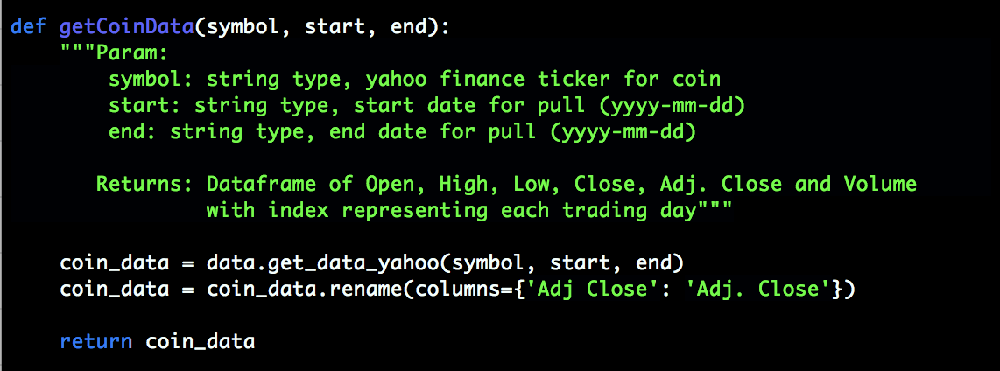 def getCoinData(symbol, start, end):
    """Param:
        symbol: string type, yahoo finance ticker for coin
        start: string type, start date for pull (yyyy-mm-dd)
        end: string type, end date for pull (yyyy-mm-dd)

       Returns: Dataframe of Open, High, Low, Close, Adj. Close and Volume
                with index representing each trading day"""

    coin_data = data.get_data_yahoo(symbol, start, end)
    coin_data = coin_data.rename(columns={'Adj Close': 'Adj. Close'})

    return coin_data